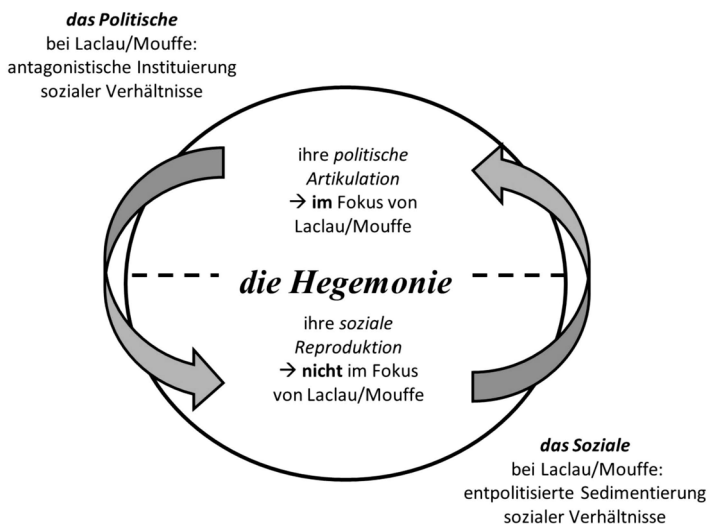 das Politische
bei Laclau/Mouffe:
antagonistische Instituierung
sozialer Verhältnisse
ihre politische
Artikulation
→ im Fokus von
Laclau/Mouffe
die Hegemonie
ihre soziale
Reproduktion
→ nicht im Fokus
von Laclau/Mouffe
das Soziale
bei Laclau/Mouffe:
entpolitisierte Sedimentierung
sozialer Verhältnisse